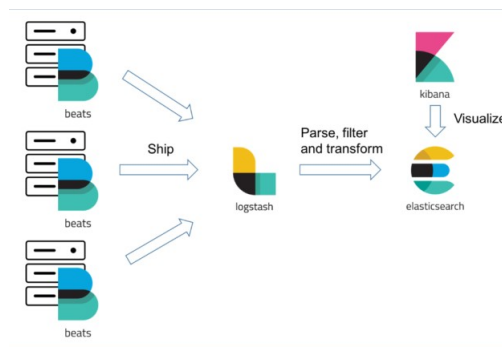 beats
beats
beats
Ship
logstash
Parse, filter
and transform
kibana
Visualize
elasticsearch